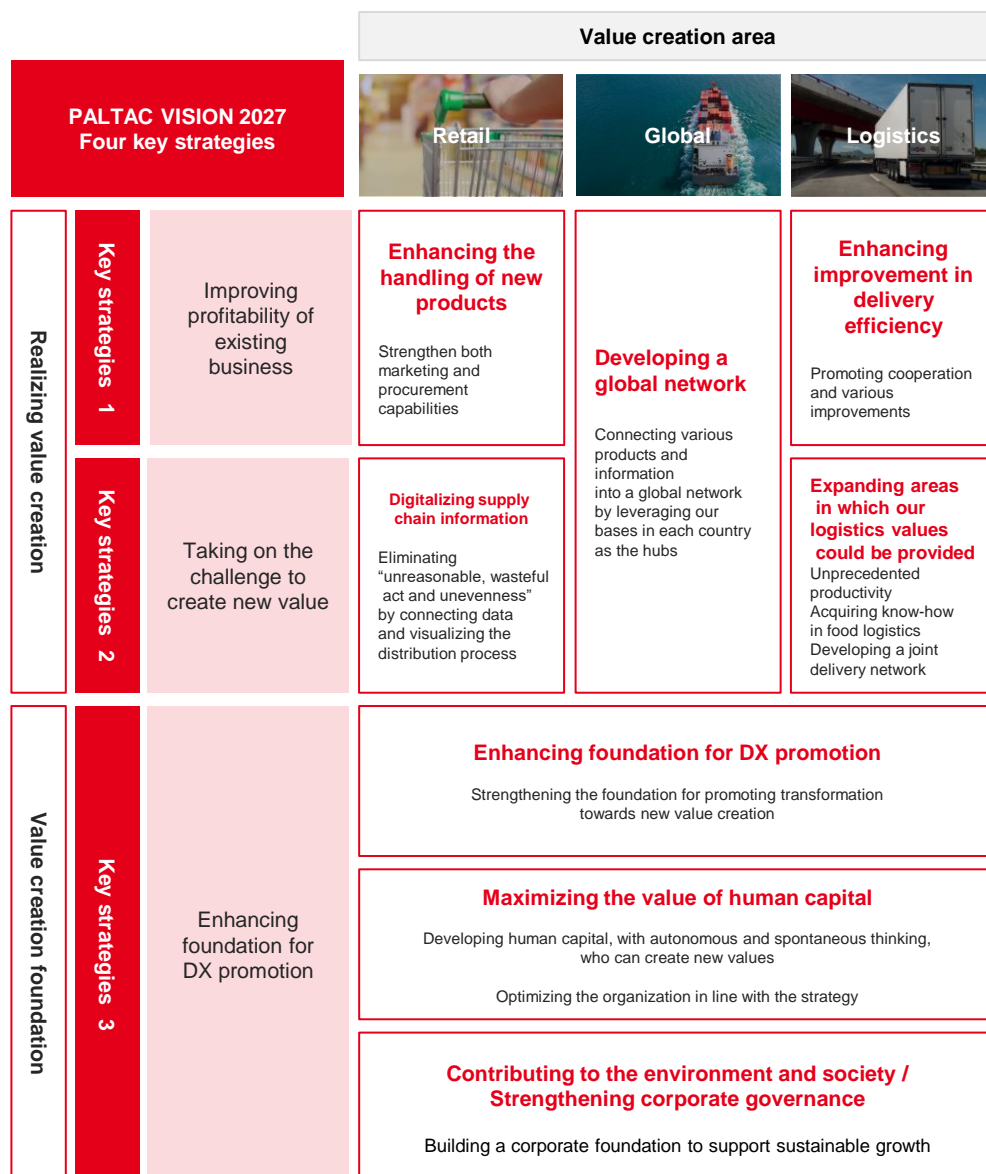 Value creation area
PALTAC VISION 2027
Four key strategies
Retail
Global
Logistics
Realizing value creation
Key strategies 1
Improving
profitability of
existing
business
Enhancing the
handling of new
products
Strengthen both
marketing and
procurement
capabilities
Developing a
global network
Connecting various
products and
information
into a global network
by leveraging our
bases in each country
as the hubs
Enhancing
improvement in
delivery
efficiency
Promoting cooperation
and various
improvements
Key strategies 2
Taking on the
challenge to
create new value
Digitalizing supply
chain information
Eliminating
“unreasonable, wasteful
act and unevenness”
by connecting data
and visualizing the
distribution process
Expanding areas
in which our
logistics values
could be provided
Unprecedented
productivity
Acquiring know-how
in food logistics
Developing a joint
delivery network
Value creation foundation
Key strategies 3
Enhancing
foundation for
DX promotion
Enhancing foundation for DX promotion
Strengthening the foundation for promoting transformation
towards new value creation
Maximizing the value of human capital
Developing human capital, with autonomous and spontaneous thinking,
who can create new values
Optimizing the organization in line with the strategy
Contributing to the environment and society /
Strengthening corporate governance
Building a corporate foundation to support sustainable growth